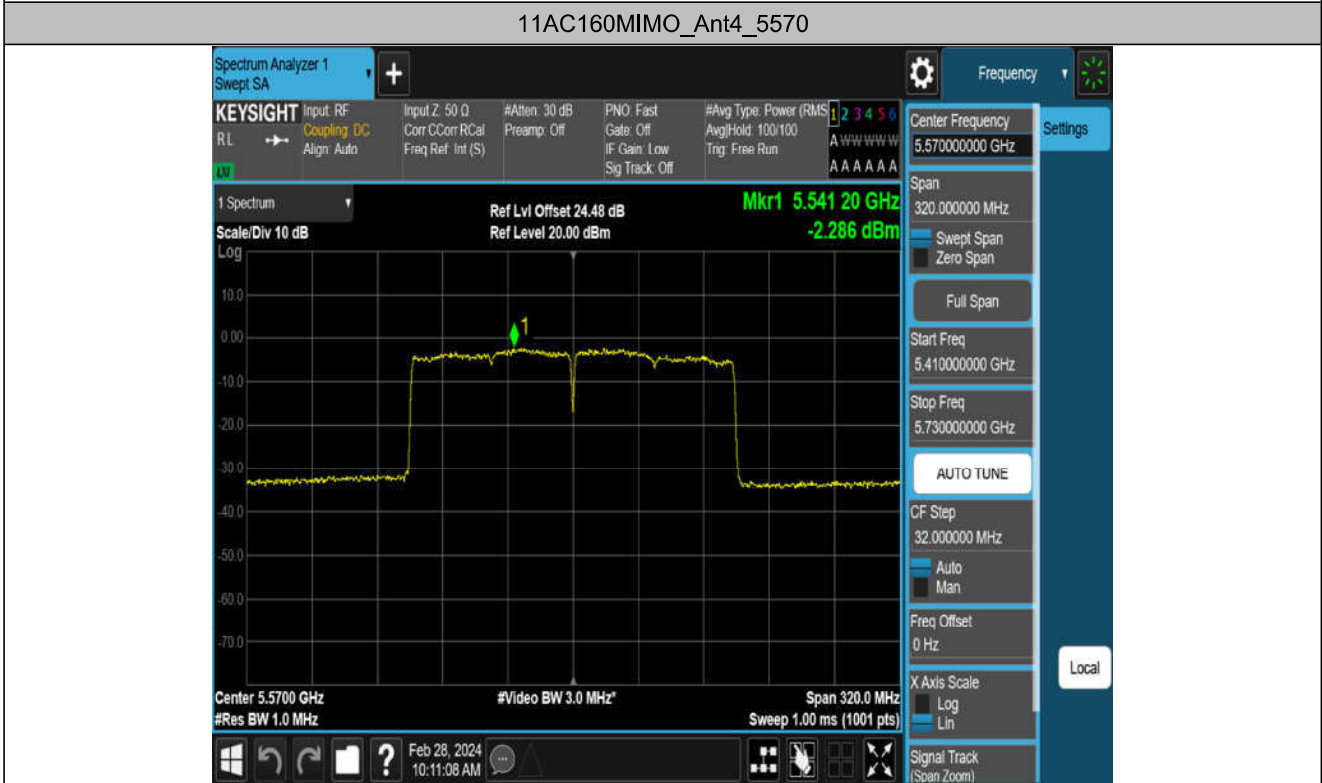 11AC160MIMO_Ant4_5570
Spectrum Analyzer 1
Swept SA
Frequency
KEYSIGHT
RL
LXI
Input: RF
Coupling: DC
Align: Auto
Input Z: 50 Ω
Corr CCorr RCal
Freq Ref: Int (S)
#Atten: 30 dB
Preamp: Off
PNO: Fast
Gate: Off
IF Gain: Low
Sig Track: Off
#Avg Type: Power (RMS
Avg|Hold: 100/100
Trig: Free Run
1 2 3 4 5 6
A W W W W W
A A A A A A
1 Spectrum
Scale/Div 10 dB
Log
Ref Lvl Offset 24.48 dB
Ref Level 20.00 dBm
Mkr1 5.541 20 GHz
-2.286 dBm
10.0
0.00
-10.0
-20.0
-30.0
-40.0
-50.0
-60.0
-70.0
1
Center 5.5700 GHz
#Res BW 1.0 MHz
#Video BW 3.0 MHz*
Span 320.0 MHz
Sweep 1.00 ms (1001 pts)
Center Frequency
5.570000000 GHz
Settings
Span
320.000000 MHz
Swept Span
Zero Span
Full Span
Start Freq
5.410000000 GHz
Stop Freq
5.730000000 GHz
AUTO TUNE
CF Step
32.000000 MHz
Auto
Man
Freq Offset
0 Hz
X Axis Scale
Log
Lin
Local
Signal Track
(Span Zoom)
?
Feb 28, 2024
10:11:08 AM